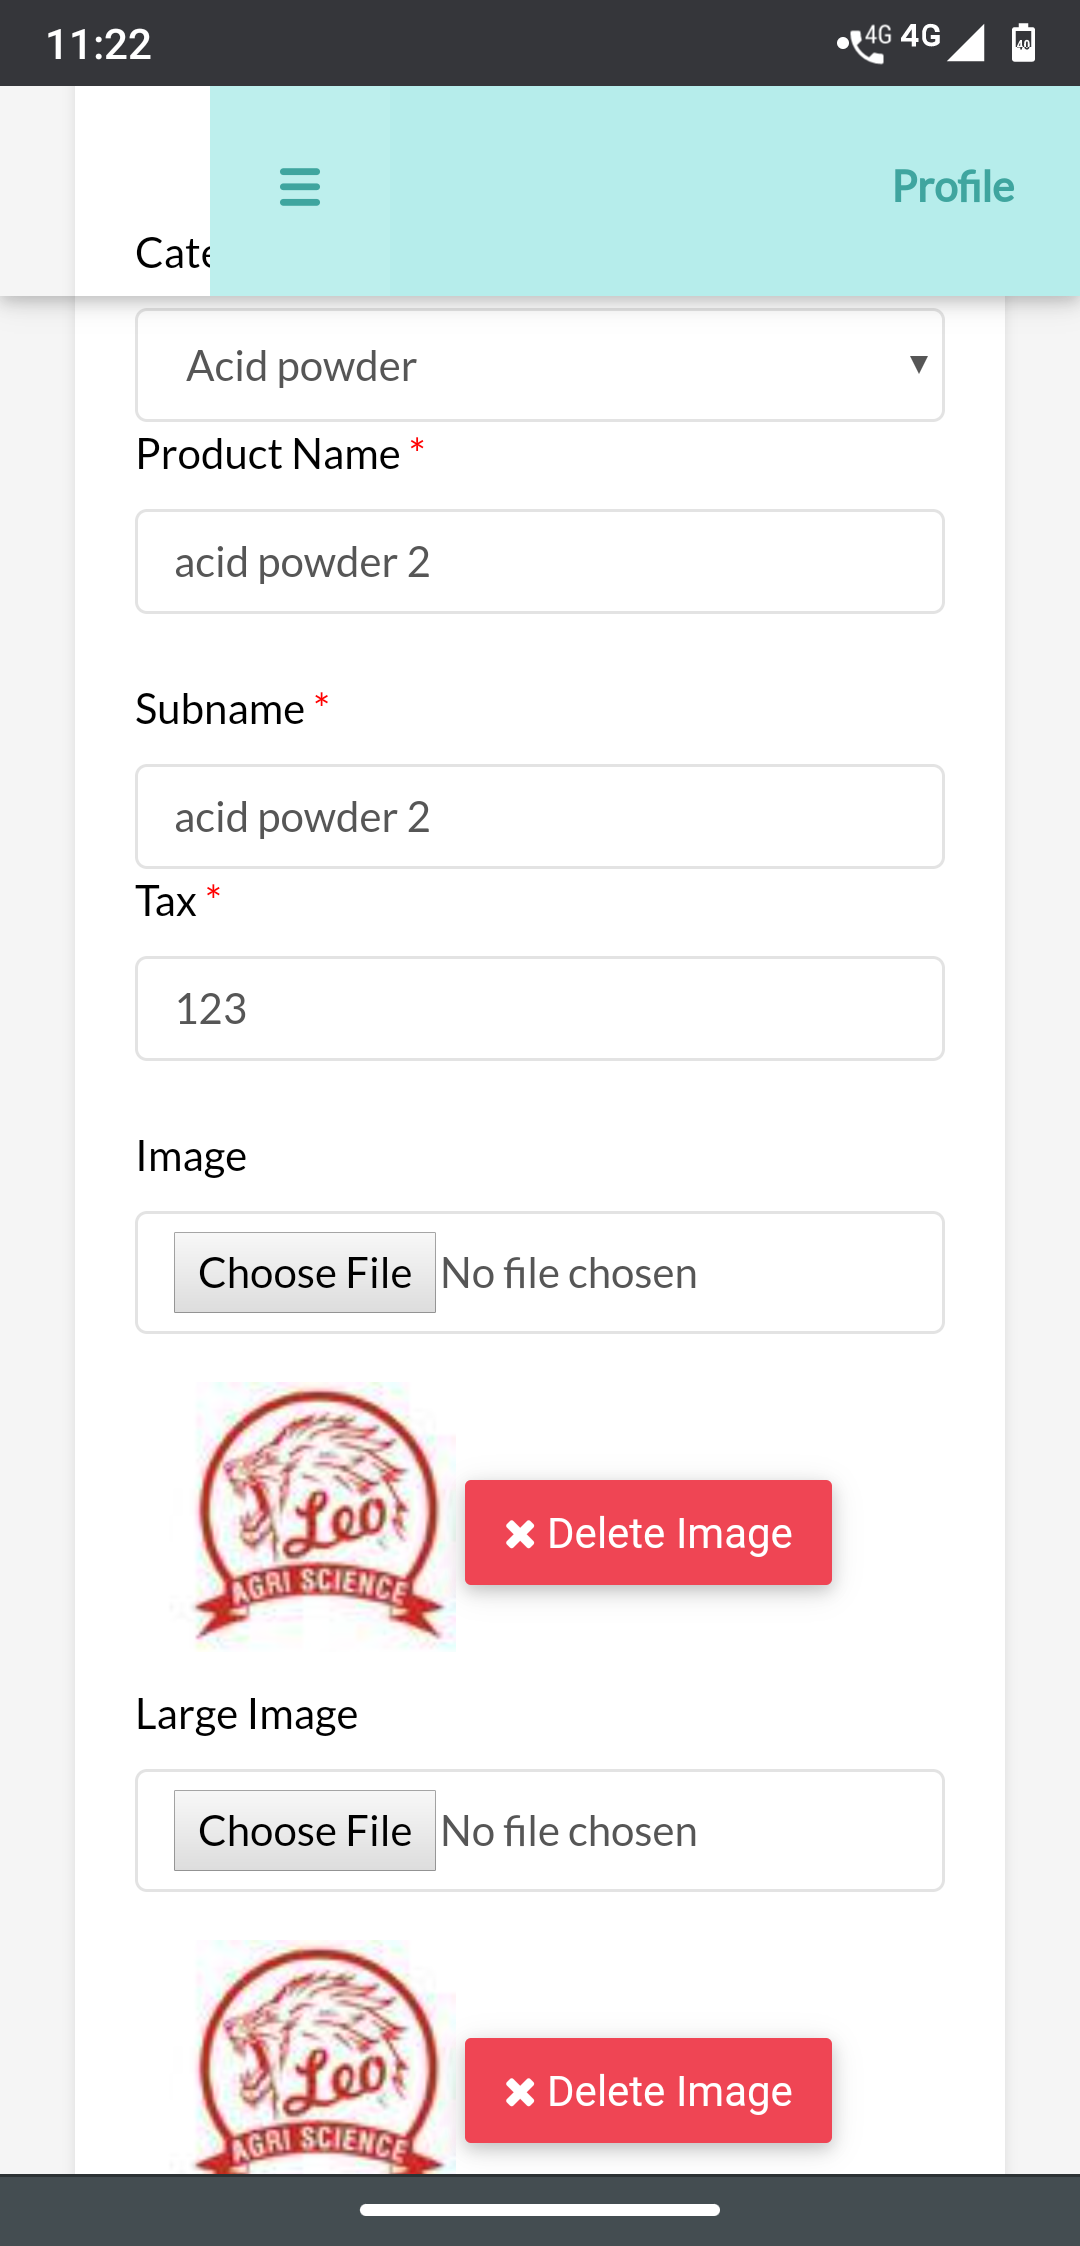 11:22
4G 4G
40
Profile
Cate
Acid powder
Product Name *
acid powder 2
Subname *
acid powder 2
Tax *
123
Image
Choose File No file chosen
Leo
AGRI SCIENCE
Delete Image
Large Image
Choose File No file chosen
Leo
AGRI SCIENCE
Delete Image